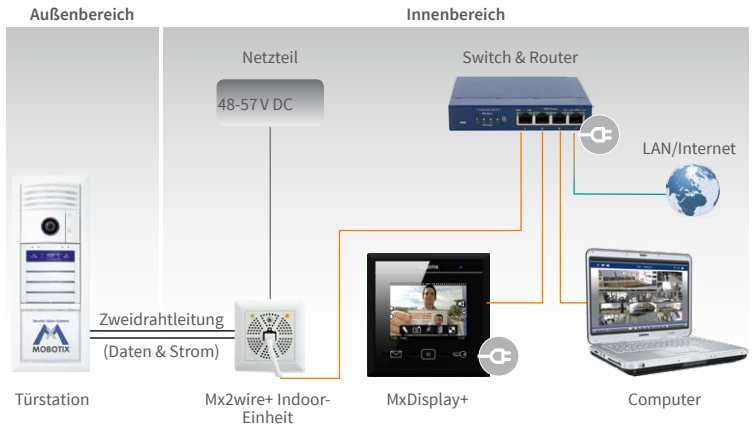 Außenbereich
Innenbereich
Netzteil
48-57 V DC
Switch & Router
LAN/Internet
Zweidrahtleitung
(Daten & Strom)
MOBOTIX
Türstation
Mx2wire+ Indoor-
Einheit
MxDisplay+
Computer